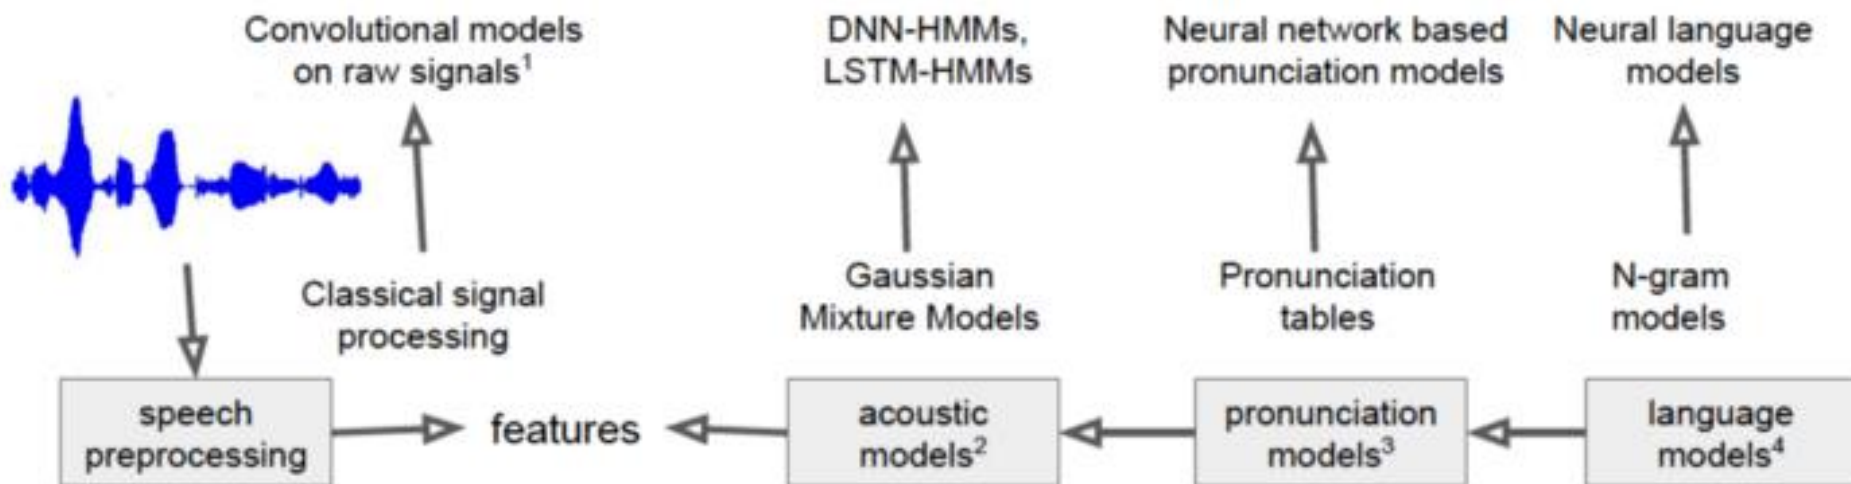 Convolutional models
on raw signals¹
DNN-HMMs,
LSTM-HMMs
Neural network based
pronunciation models
Neural language
models
Classical signal
processing
Gaussian
Mixture Models
Pronunciation
tables
N-gram
models
speech
preprocessing
features
acoustic
models²
pronunciation
models³
language
models⁴